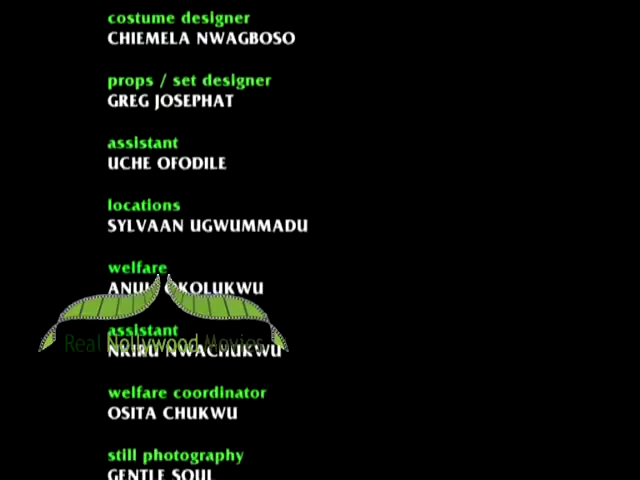 costume designer
CHIEMELA NWAGBOSO
props / set designer
GREG JOSEPHAT
assistant
UCHE OFODILE
locations
SYLVAAN UGWUMMADU
welfare
assistant
Real Nollywood Movies
NKIRU NWACHUKWU
welfare coordinator
OSITA CHUKWU
still photography
GENTLE SOUL